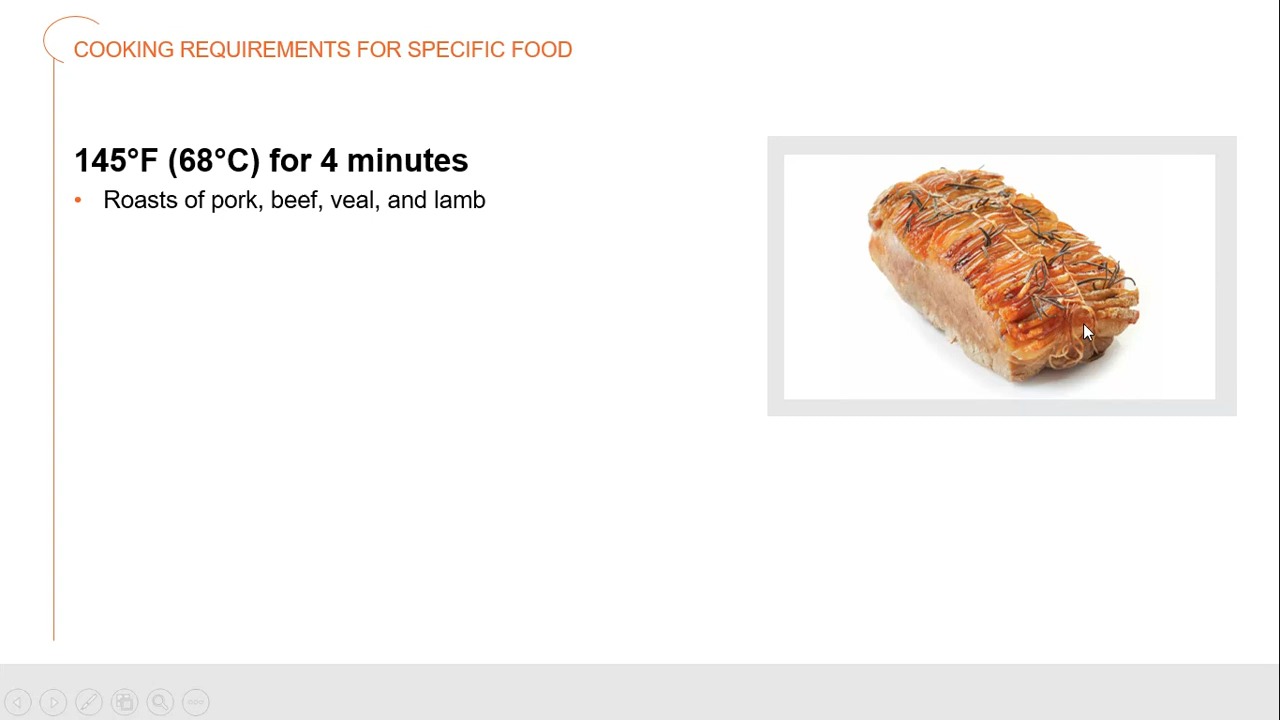 COOKING REQUIREMENTS FOR SPECIFIC FOOD
145°F (68°C) for 4 minutes
• Roasts of pork, beef, veal, and lamb